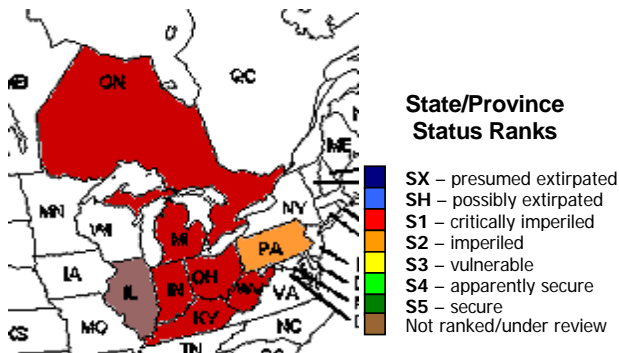 ON
QC
ME
MN
WI
NY
MI
PA
IA
IL
IN
OH
WV
VA
KY
MO
NC
TN
KS
State/Province
Status Ranks
SX – presumed extirpated
SH – possibly extirpated
S1 – critically imperiled
S2 – imperiled
S3 – vulnerable
S4 – apparently secure
S5 – secure
Not ranked/under review